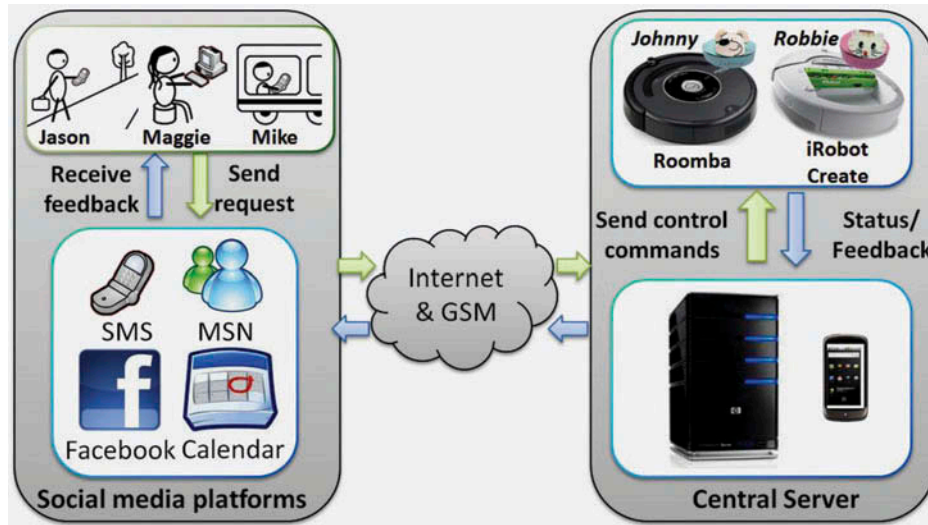 Jason
Maggie
Mike
Receive
feedback
Send
request
SMS
MSN
f
Facebook
Calendar
Social media platforms
Internet
& GSM
Johnny
Robbie
Roomba
iRobot
Create
Send control
commands
Status/
Feedback
hp
Central Server